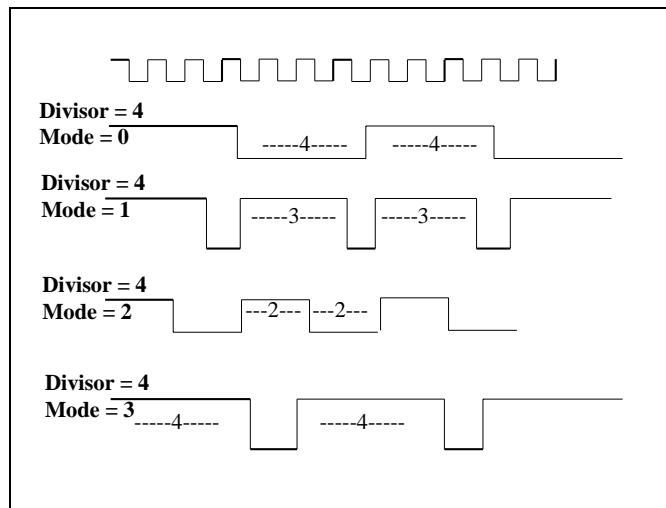 Divisor = 4
Mode = 0
-----4----- -----4-----
Divisor = 4
Mode = 1
-----3----- -----3-----
Divisor = 4
Mode = 2
---2--- ---2---
Divisor = 4
Mode = 3
-----4----- -----4-----